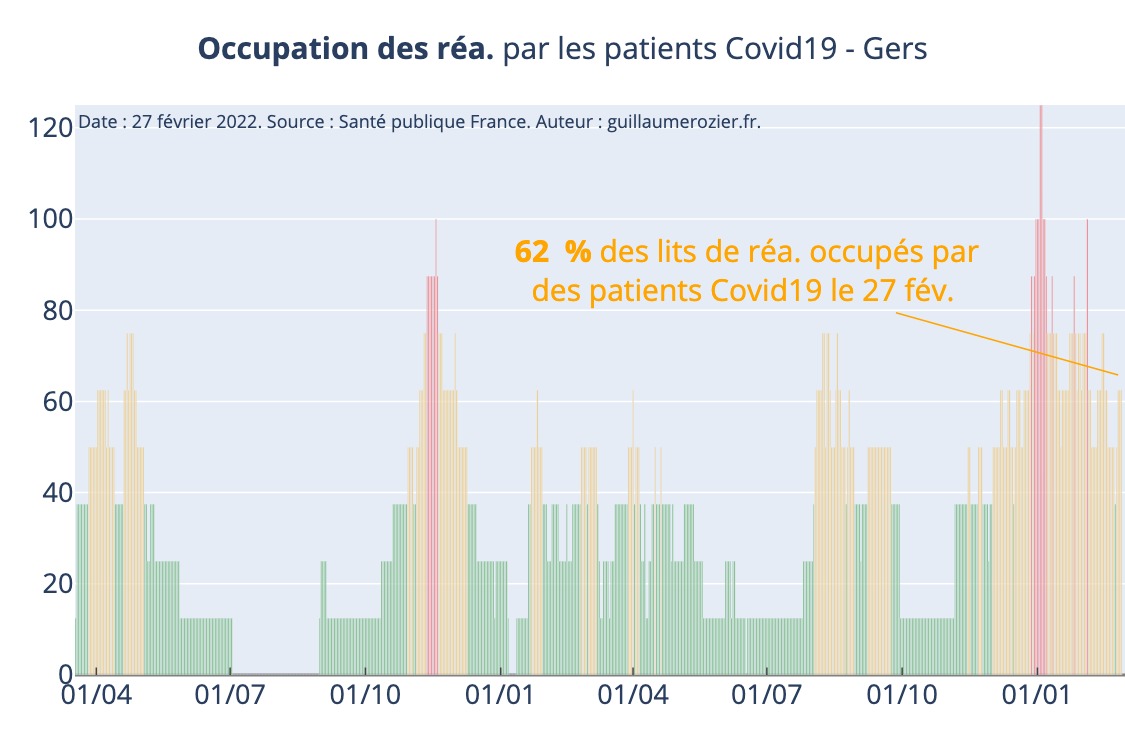 Occupation des réa. par les patients Covid19 - Gers
Date : 27 février 2022. Source : Santé publique France. Auteur : guillaumerozier.fr.
62 % des lits de réa. occupés par
des patients Covid19 le 27 fév.
120
100
80
60
40
20
0
01/04 01/07 01/10 01/01 01/04 01/07 01/10 01/01